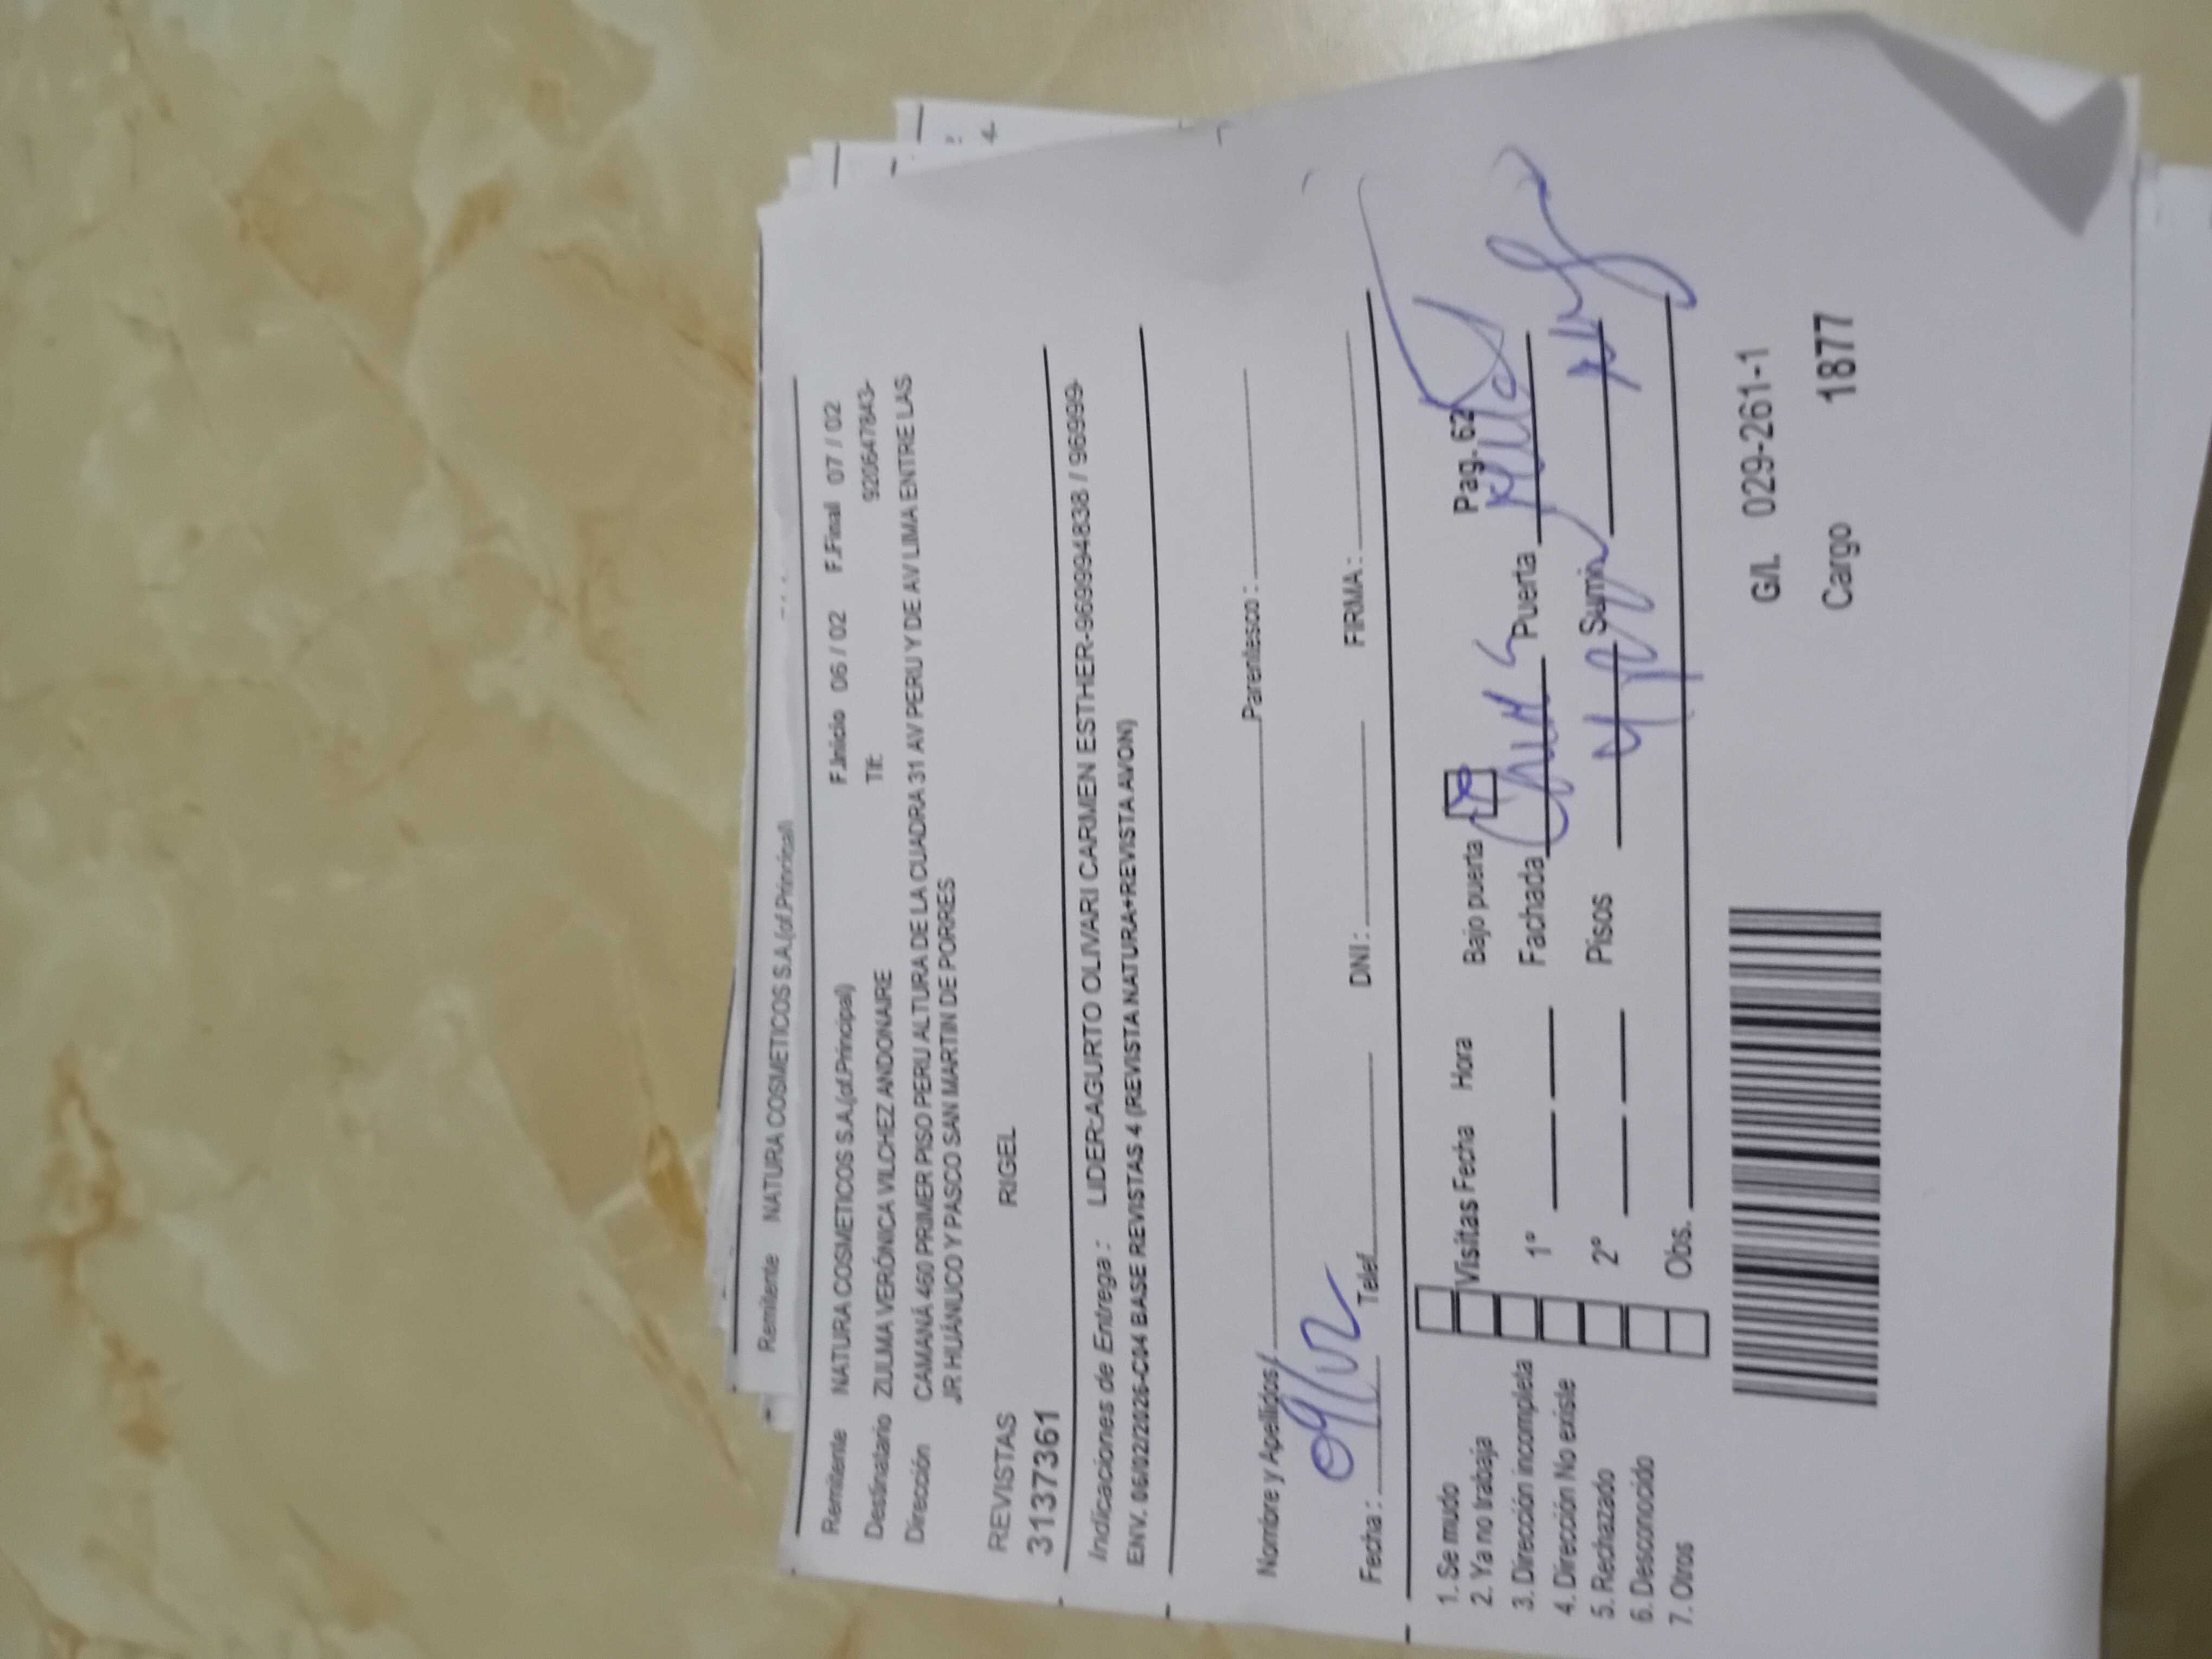 Remitente NATURA COSMETICOS S.A.(of.Principal)
Remitente NATURA COSMETICOS S.A.(of.Principal) F.Inicio 06 / 02 F.Final 07 / 02
Destinatario ZULMA VERÓNICA VILCHEZ ANDONAIRE Tlf: 920647843-
Dirección CAMANÁ 460 PRIMER PISO PERU ALTURA DE LA CUADRA 31 AV PERU Y DE AV LIMA ENTRE LAS
JR HUÁNUCO Y PASCO SAN MARTIN DE PORRES
REVISTAS RIGEL
31137361
Indicaciones de Entrega : LIDER:AGURTO OLIVARI CARMEN ESTHER-969994838 / 96999-
ENV. 06/02/2026-C04 BASE REVISTAS 4 (REVISTA NATURA+REVISTA AVON)
Nombre y Apellidos Parentesco :
Fecha : 09/02 Telef. DNI : FIRMA :
1. Se mudo
2. Ya no trabaja
3. Dirección incompleta
4. Dirección No existe
5. Rechazado
6. Desconocido
7. Otros
Visitas Fecha Hora Bajo puerta Pag. 62
1° Fachada Puerta
2° Pisos Sumin
Obs.
G/L 029-261-1
Cargo 1877